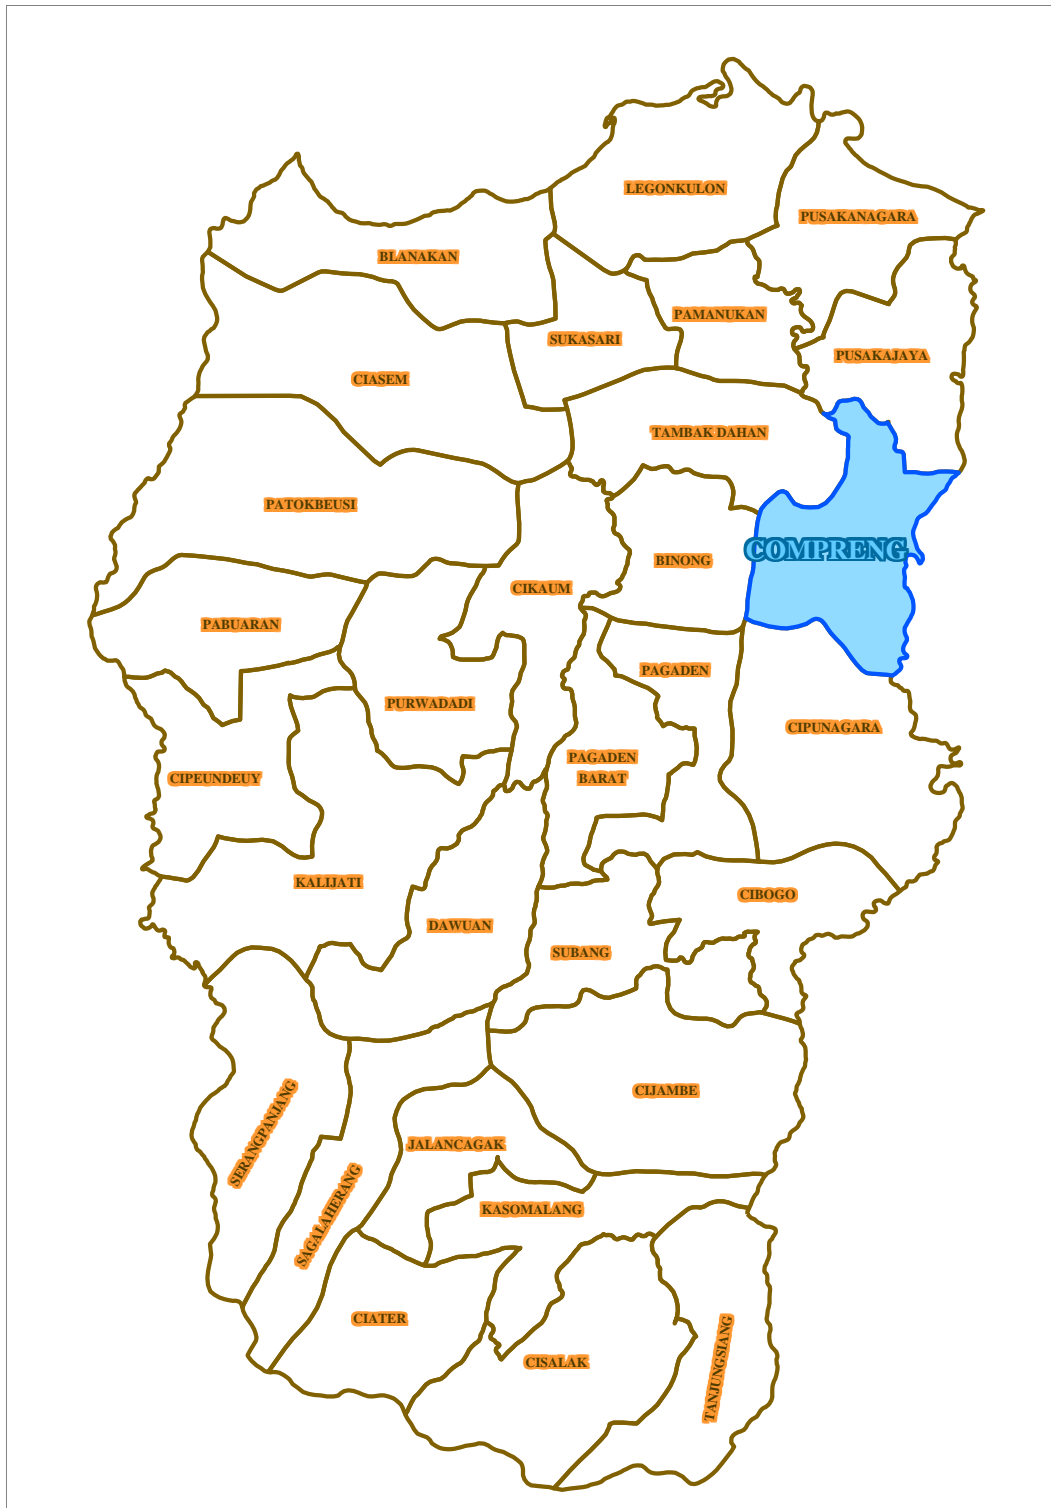 LEGONKULON
PUSAKANAGARA
BLANAKAN
PAMANUKAN
SUKASARI
PUSAKAJAYA
CIASEM
TAMBAK DAHAN
PATOKBEUSI
COMPRENG
BINONG
CIKAUM
PABUARAN
PAGADEN
PURWADADI
CIPUNAGARA
PAGADEN
BARAT
CIPEUNDEUY
KALIJATI
CIBOGO
DAWUAN
SUBANG
CIJAMBE
SERANGPANJANG
JALANCAGAK
SAGALAHERANG
KASOMALANG
CIATER
CISALAK
TANJUNGSIANG